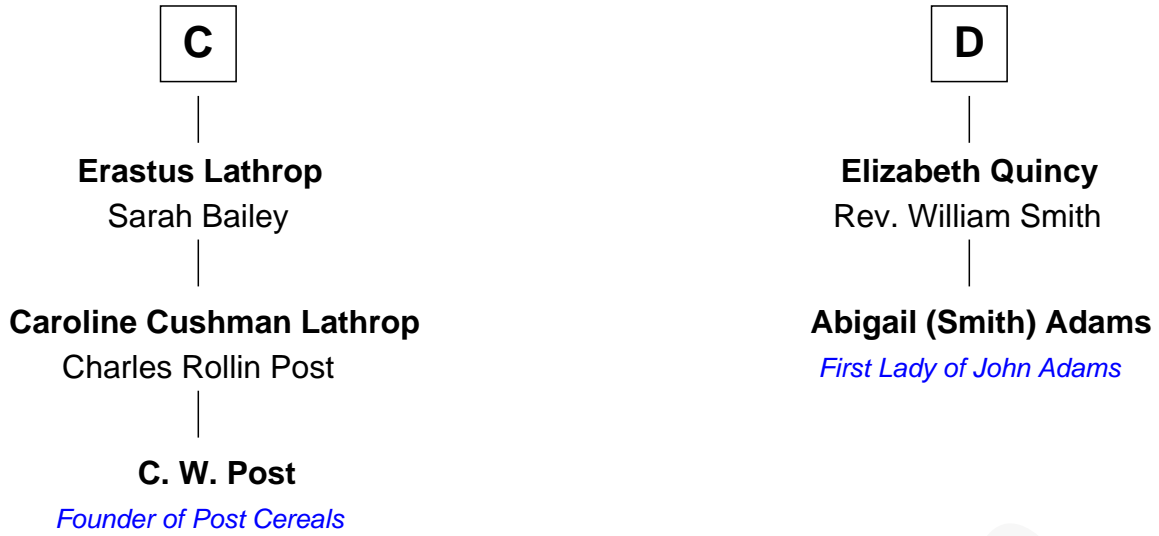 C
Erastus Lathrop
Sarah Bailey
Caroline Cushman Lathrop
Charles Rollin Post
C. W. Post
Founder of Post Cereals
D
Elizabeth Quincy
Rev. William Smith
Abigail (Smith) Adams
First Lady of John Adams